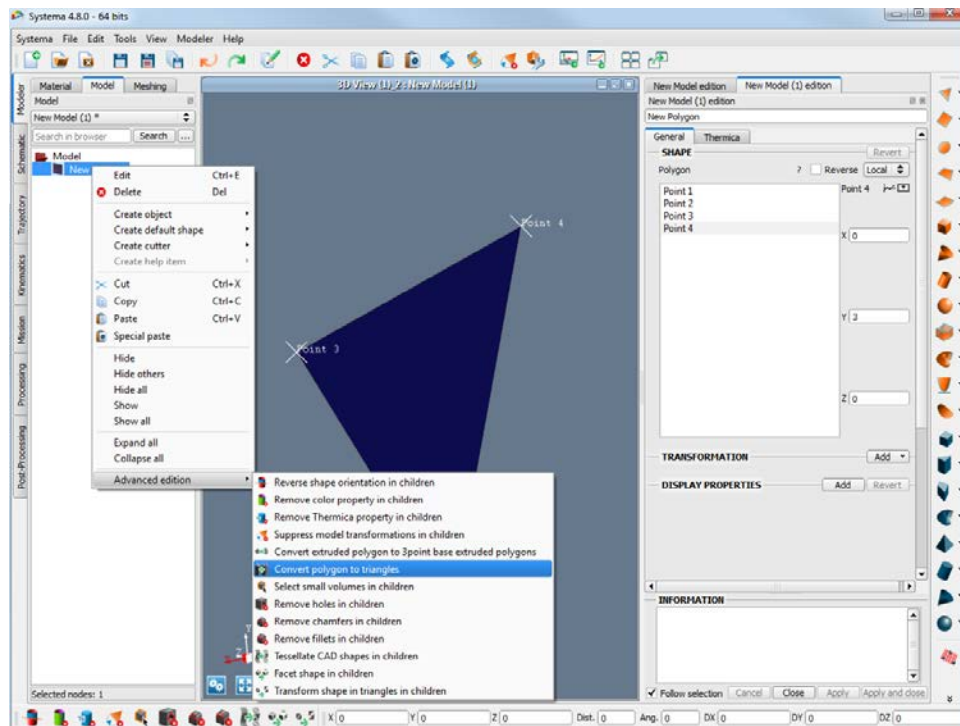 Systema 4.8.0 - 64 bits
Systema File Edit Tools View Modeler Help
Modeler
Schematic
Trajectory
Kinematics
Mission
Processing
Post-Processing
Material Model Meshing
Model
New Model (1) *
Search in browser Search ...
Model
New
Edit Ctrl+E
Delete Del
Create object
Create default shape
Create cutter
Create help item
Cut Ctrl+X
Copy Ctrl+C
Paste Ctrl+V
Special paste
Hide
Hide others
Hide all
Show
Show all
Expand all
Collapse all
Advanced edition
Reverse shape orientation in children
Remove color property in children
Remove Thermica property in children
Suppress model transformations in children
Convert extruded polygon to 3point base extruded polygons
Convert polygon to triangles
Select small volumes in children
Remove holes in children
Remove chamfers in children
Remove fillets in children
Tessellate CAD shapes in children
Facet shape in children
Transform shape in triangles in children
3D View (1)_2 : New Model (1)
Point 4
Point 3
New Model edition New Model (1) edition
New Model (1) edition
New Polygon
General Thermica
SHAPE Revert
Polygon ? Reverse Local
Point 1
Point 2
Point 3
Point 4
Point 4
X 0
Y 3
Z 0
TRANSFORMATION Add
DISPLAY PROPERTIES Add Revert
INFORMATION
Selected nodes: 1
Follow selection Cancel Close Apply Apply and close
X 0 Y 0 Z 0 Dist. 0 Ang. 0 DX 0 DY 0 DZ 0